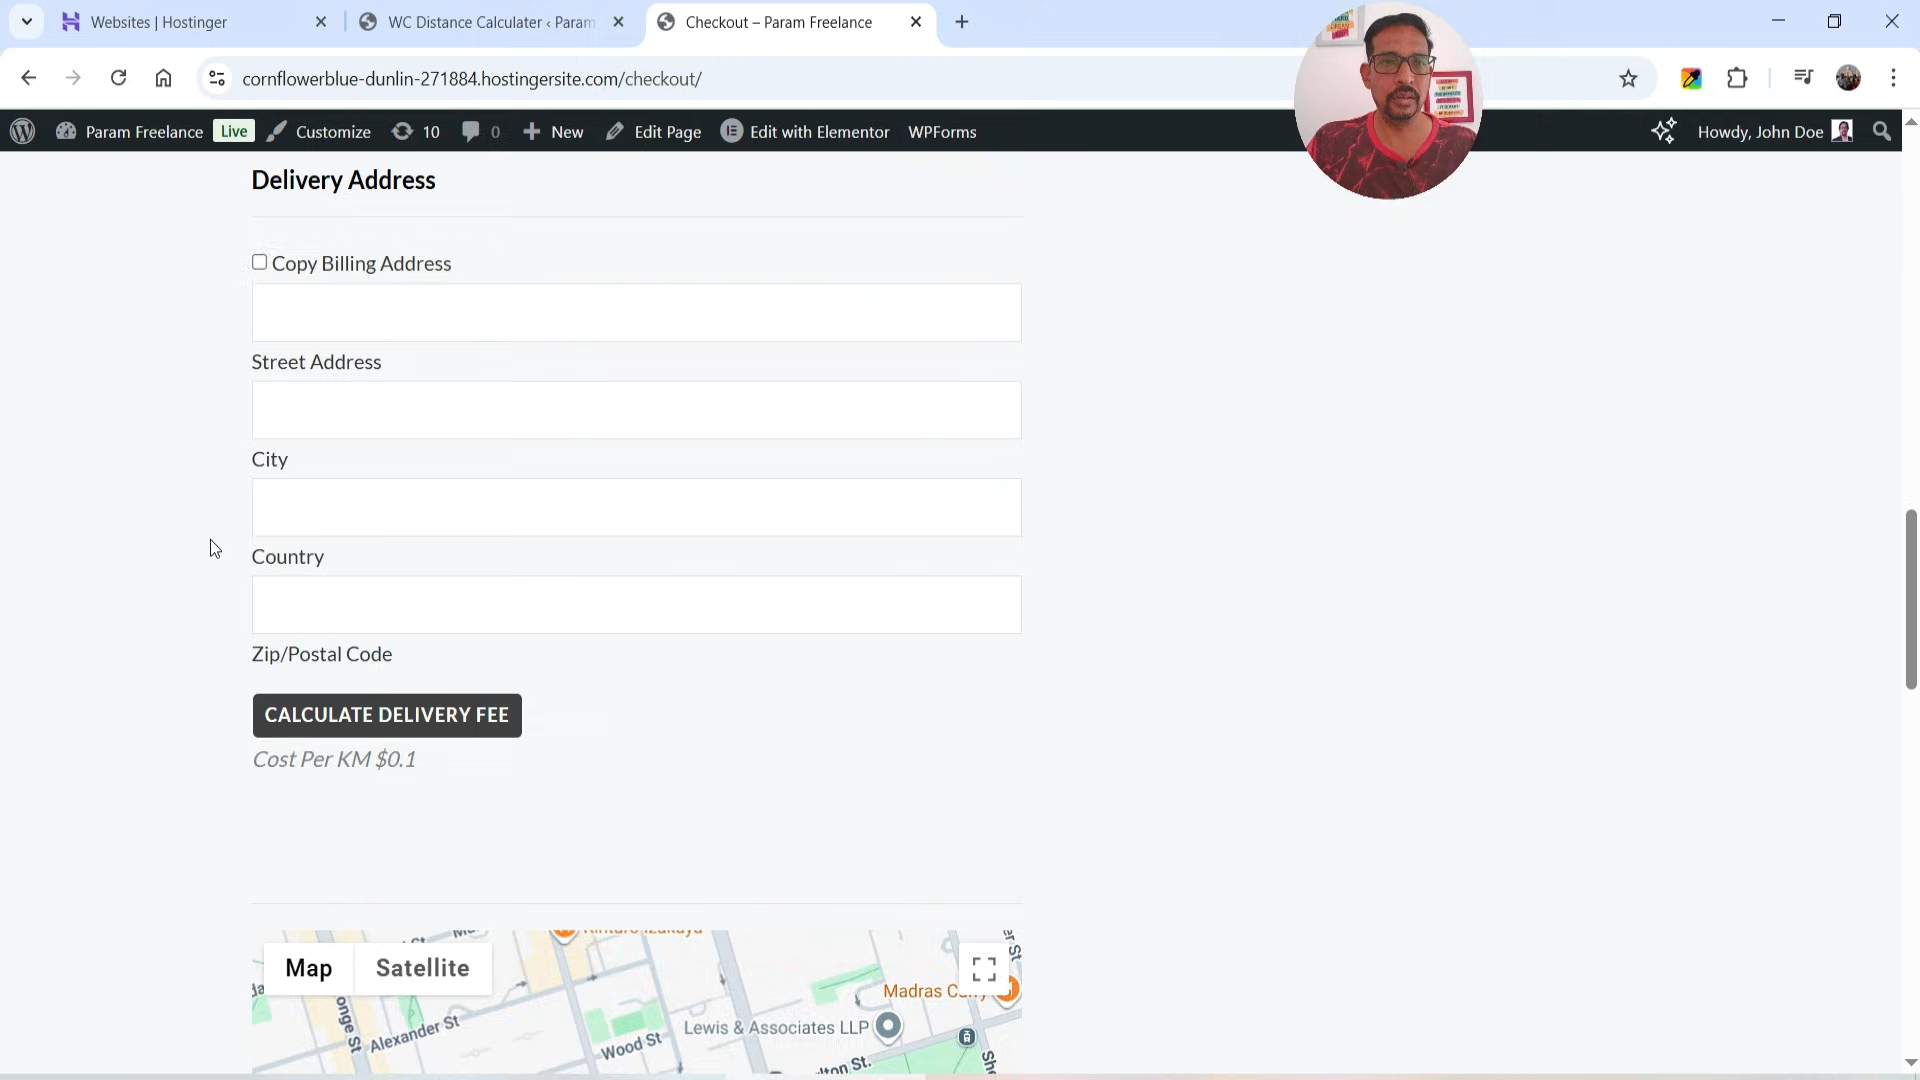 Websites | Hostinger
WC Distance Calculater ‹ Param
Checkout – Param Freelance
cornflowerblue-dunlin-271884.hostingersite.com/checkout/
Param Freelance
Live
Customize
10
0
New
Edit Page
Edit with Elementor
WPForms
Howdy, John Doe
Delivery Address
Copy Billing Address
Street Address
City
Country
Zip/Postal Code
CALCULATE DELIVERY FEE
Cost Per KM $0.1
Map
Satellite
Madras Curry
Lewis & Associates LLP
Alexander St
Wood St